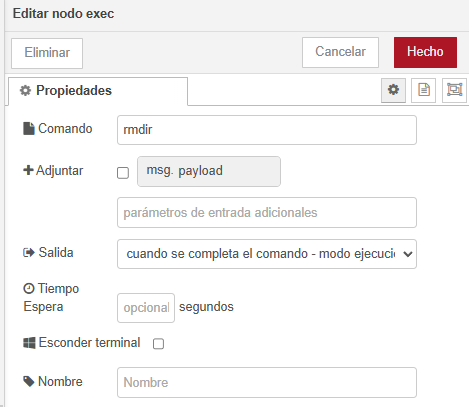 Editar nodo exec
Eliminar
Cancelar
Hecho
Propiedades
Comando
rmdir
Adjuntar
msg. payload
parámetros de entrada adicionales
Salida
cuando se completa el comando - modo ejecució
Tiempo
Espera
opcional
segundos
Esconder terminal
Nombre
Nombre